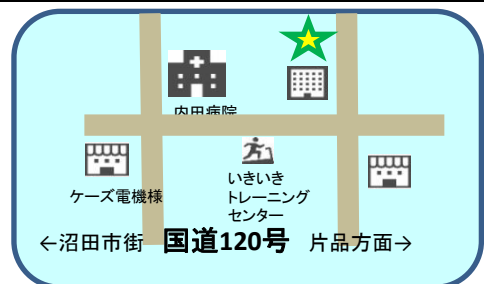 内田病院
ケーズ電機様
いきいき
トレーニング
センター
←沼田市街 国道120号 片品方面→